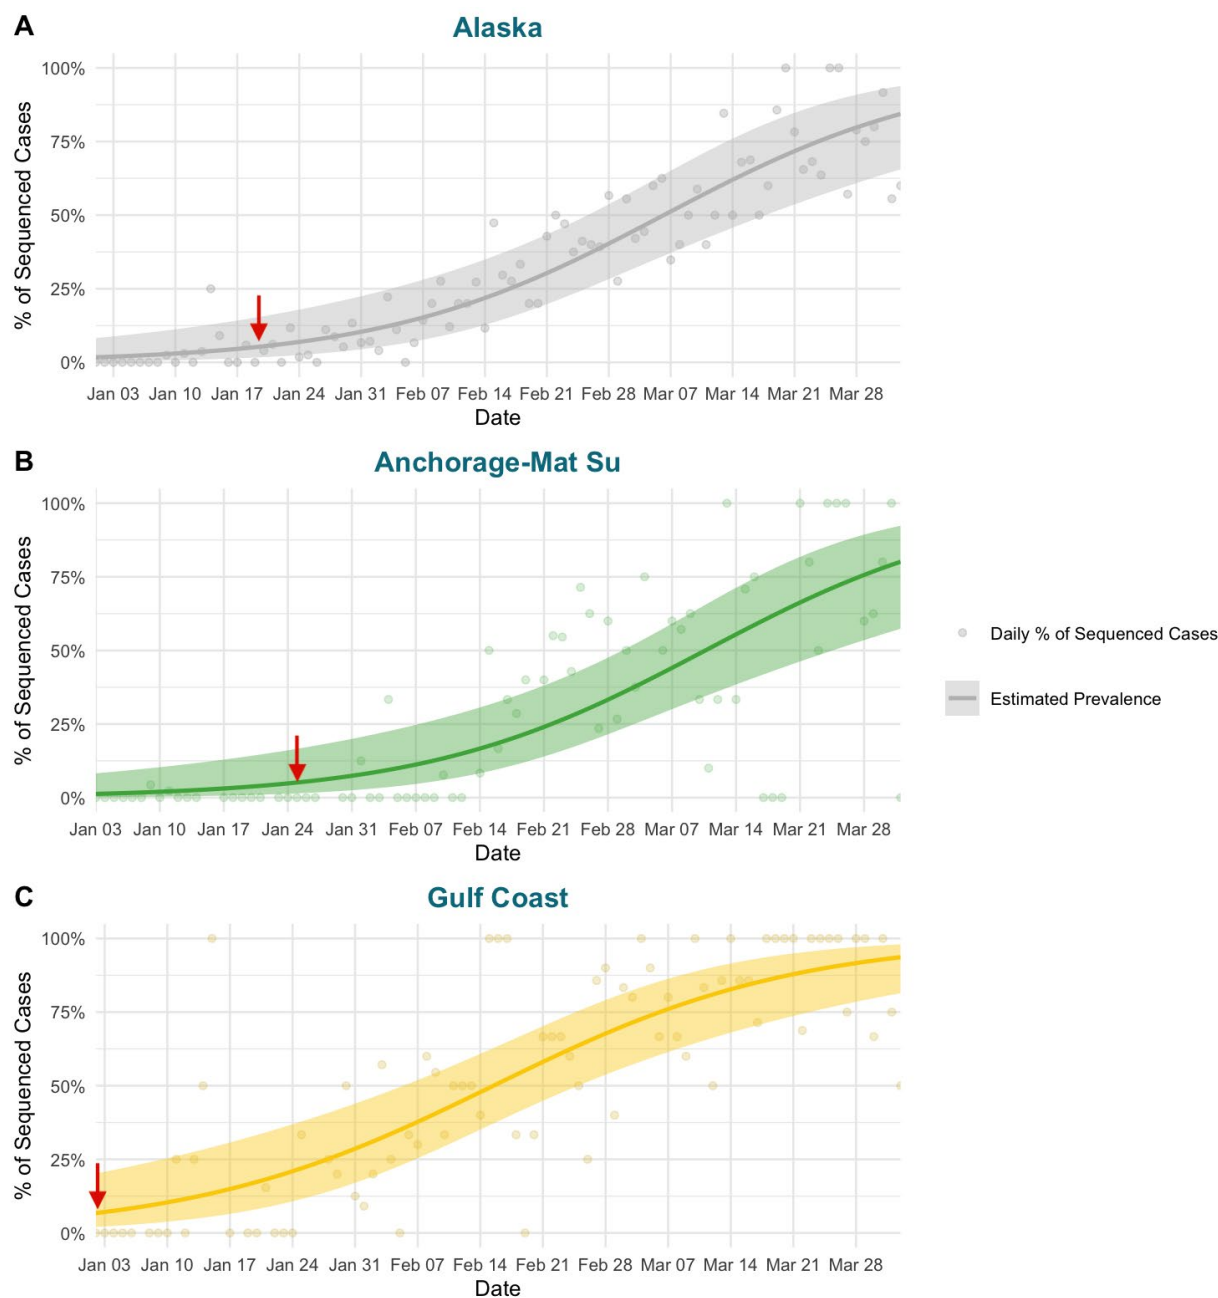 A
Alaska
% of Sequenced Cases
100%
75%
50%
25%
0%
Jan 03 Jan 10 Jan 17 Jan 24 Jan 31 Feb 07 Feb 14 Feb 21 Feb 28 Mar 07 Mar 14 Mar 21 Mar 28
Date
B
Anchorage-Mat Su
% of Sequenced Cases
100%
75%
50%
25%
0%
Jan 03 Jan 10 Jan 17 Jan 24 Jan 31 Feb 07 Feb 14 Feb 21 Feb 28 Mar 07 Mar 14 Mar 21 Mar 28
Date
Daily % of Sequenced Cases
Estimated Prevalence
C
Gulf Coast
% of Sequenced Cases
100%
75%
50%
25%
0%
Jan 03 Jan 10 Jan 17 Jan 24 Jan 31 Feb 07 Feb 14 Feb 21 Feb 28 Mar 07 Mar 14 Mar 21 Mar 28
Date